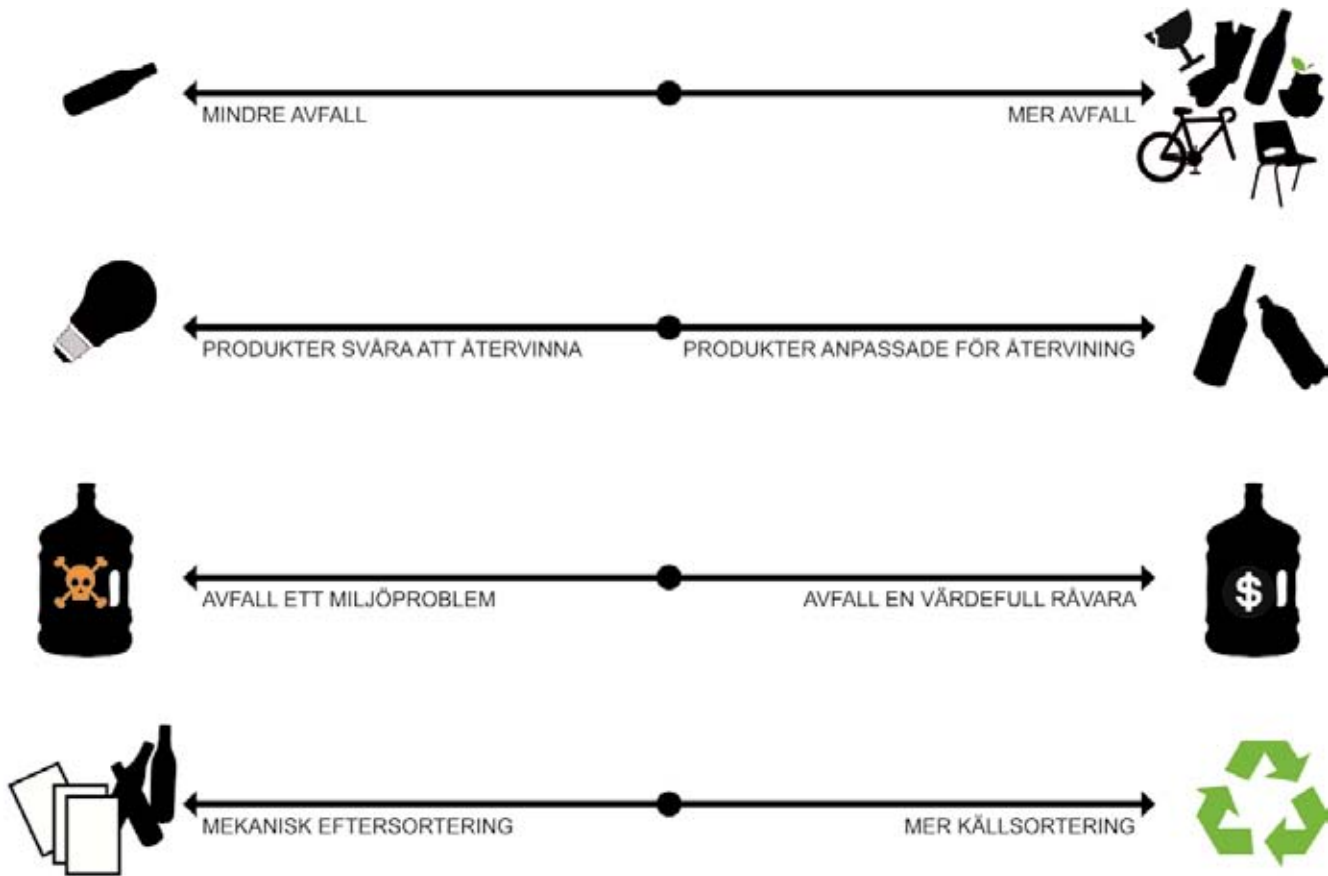 MINDRE AVFALL
MER AVFALL
PRODUKTER SVÅRA ATT ÅTERVINNA
PRODUKTER ANPASSADE FÖR ÅTERVINING
AVFALL ETT MILJÖPROBLEM
AVFALL EN VÄRDEFULL RÅVARA
$
MEKANISK EFTERSORTERING
MER KÄLLSORTERING